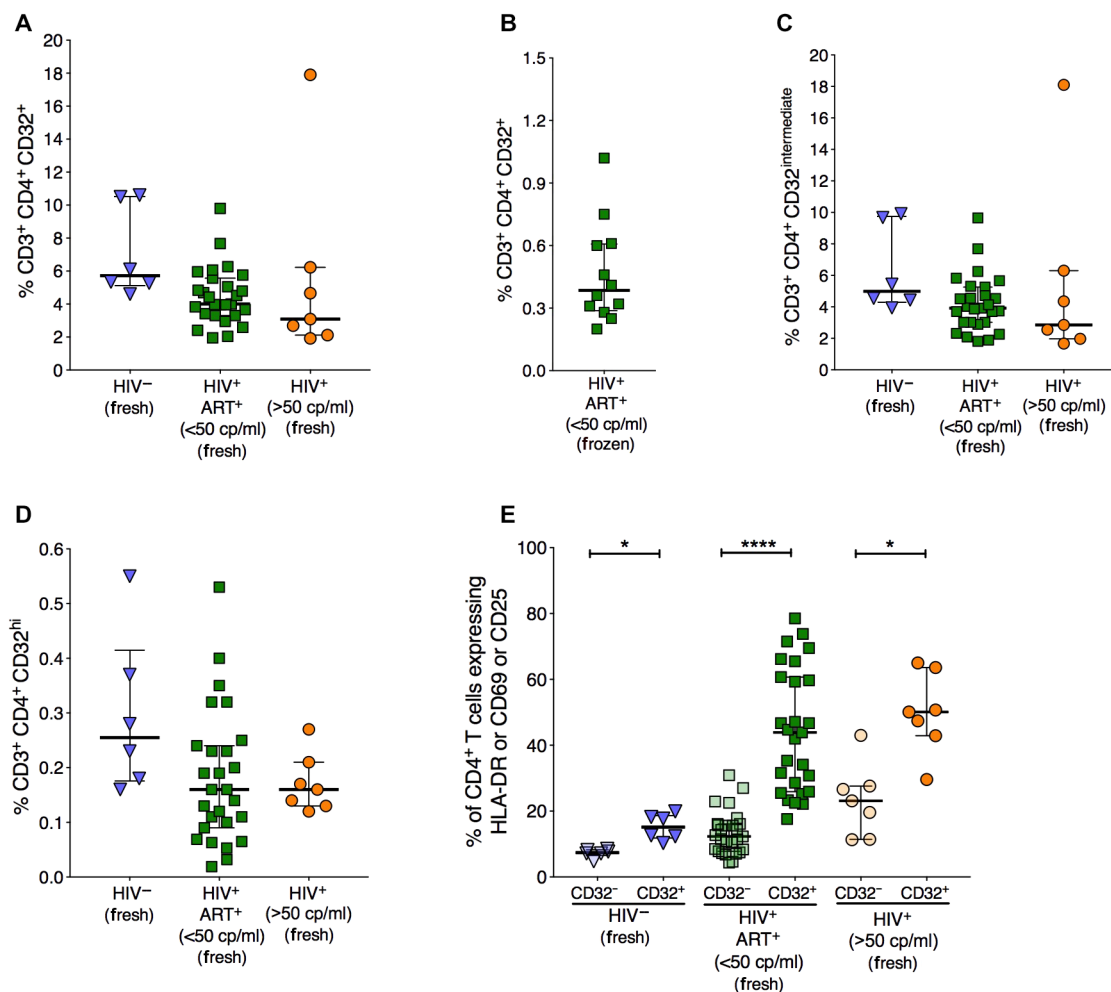 A
% CD3⁺ CD4⁺ CD32⁺
20
18
16
14
12
10
8
6
4
2
0
HIV⁻
(fresh)
HIV⁺
ART⁺
(<50 cp/ml)
(fresh)
HIV⁺
(>50 cp/ml)
(fresh)
B
% CD3⁺ CD4⁺ CD32⁺
1.5
1.2
0.9
0.6
0.3
0.0
HIV⁺
ART⁺
(<50 cp/ml)
(frozen)
C
% CD3⁺ CD4⁺ CD32ⁱⁿᵗᵉʳᵐᵉᵈⁱᵃᵗᵉ
20
18
16
14
12
10
8
6
4
2
0
HIV⁻
(fresh)
HIV⁺
ART⁺
(<50 cp/ml)
(fresh)
HIV⁺
(>50 cp/ml)
(fresh)
D
% CD3⁺ CD4⁺ CD32ʰⁱ
0.6
0.5
0.4
0.3
0.2
0.1
0.0
HIV⁻
(fresh)
HIV⁺
ART⁺
(<50 cp/ml)
(fresh)
HIV⁺
(>50 cp/ml)
(fresh)
E
% of CD4⁺ T cells expressing
HLA-DR or CD69 or CD25
100
80
60
40
20
0
* **** *
CD32⁻ CD32⁺ CD32⁻ CD32⁺ CD32⁻ CD32⁺
HIV⁻
(fresh)
HIV⁺
ART⁺
(<50 cp/ml)
(fresh)
HIV⁺
(>50 cp/ml)
(fresh)